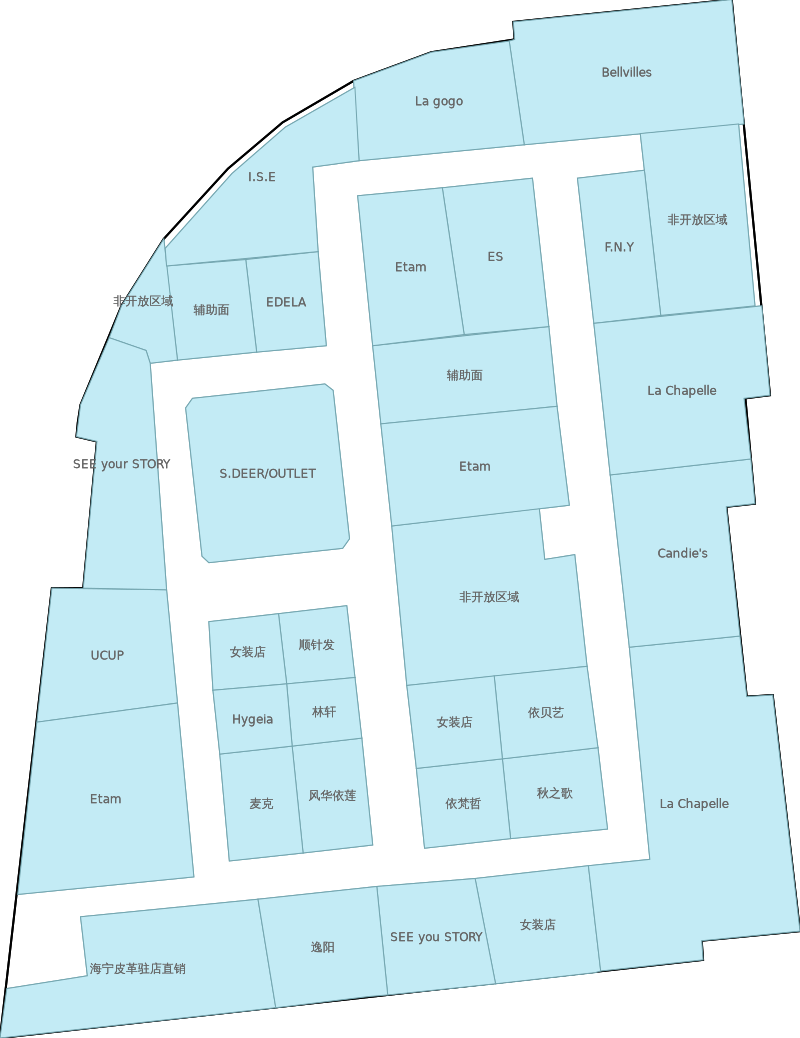 Bellvilles
La gogo
I.S.E
非开放区域
F.N.Y
ES
Etam
非开放区域
辅助面
EDELA
辅助面
La Chapelle
SEE your STORY
S.DEER/OUTLET
Etam
Candie's
非开放区域
UCUP
女装店
顺针发
Hygeia
林轩
女装店
依贝艺
Etam
麦克
风华依莲
依梵哲
秋之歌
La Chapelle
海宁皮革驻店直销
逸阳
SEE you STORY
女装店